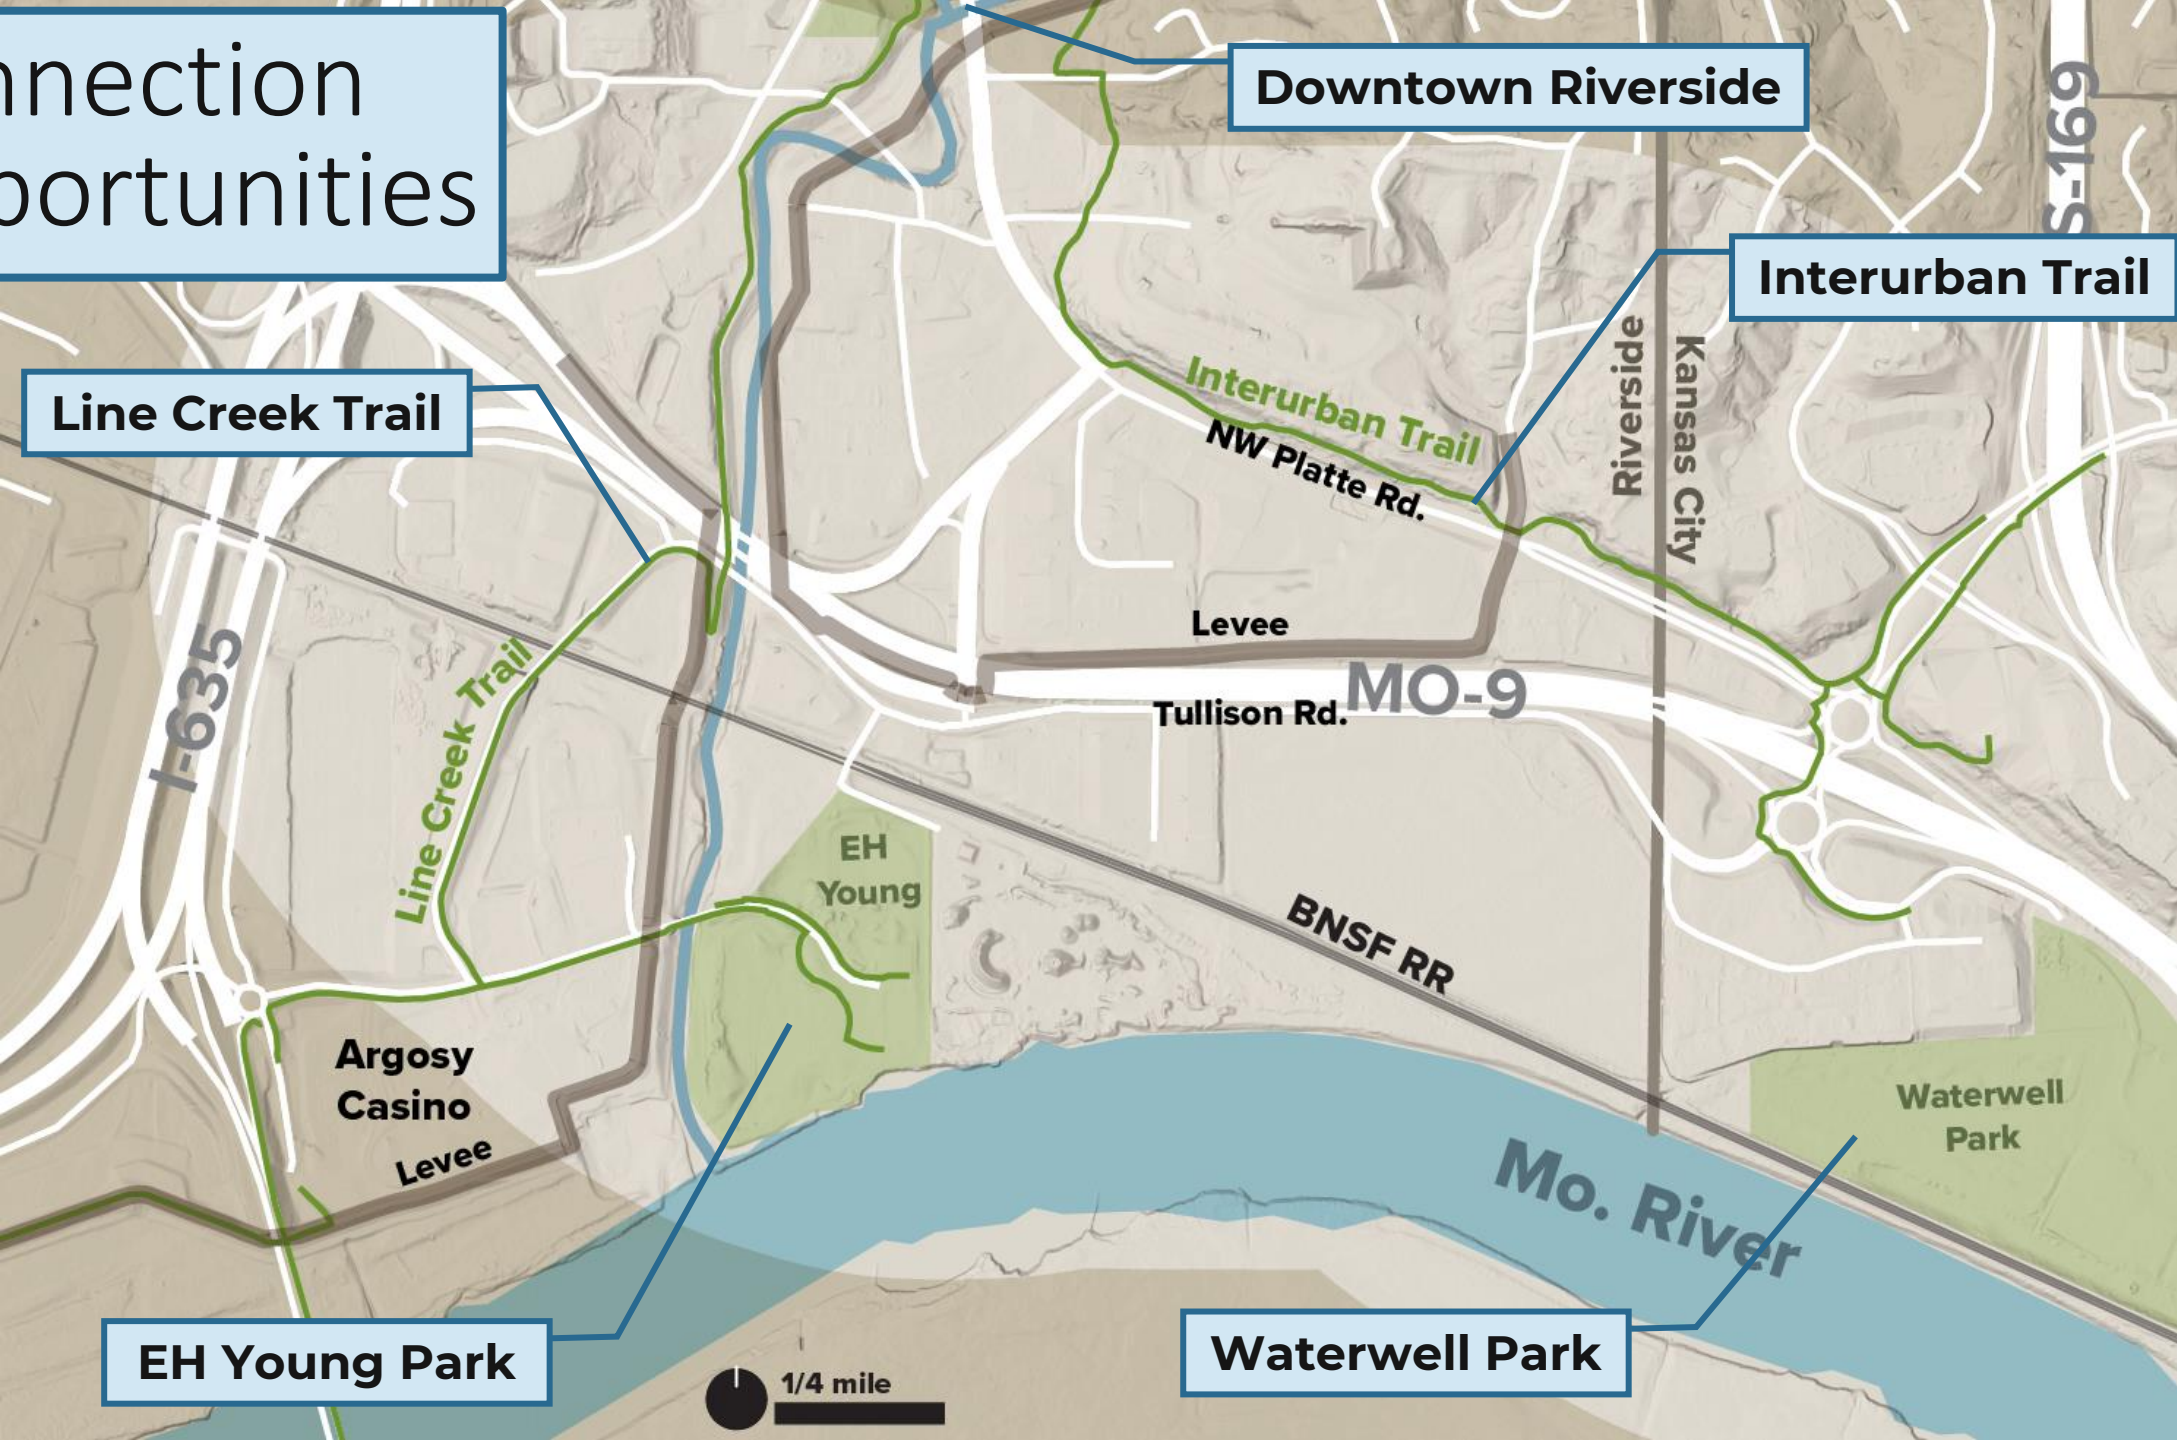 nnection
portunities
Downtown Riverside
S-169
Interurban Trail
Line Creek Trail
Interurban Trail
NW Platte Rd.
Riverside
Kansas City
Levee
MO-9
Tullison Rd.
I-635
Line Creek Trail
EH
Young
BNSF RR
Argosy
Casino
Levee
Waterwell
Park
Mo. River
EH Young Park
Waterwell Park
1/4 mile